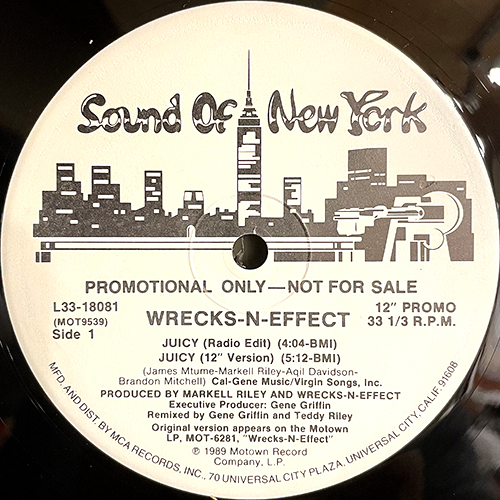 Sound Of New York
PROMOTIONAL ONLY—NOT FOR SALE
L33-18081
(MOT9539)
Side 1
WRECKS-N-EFFECT
12" PROMO
33 1/3 R.P.M.
JUICY (Radio Edit) (4:04-BMI)
JUICY (12" Version) (5:12-BMI)
(James Mtume-Markell Riley-Aqil Davidson-
Brandon Mitchell) Cal-Gene Music/Virgin Songs, Inc.
PRODUCED BY MARKELL RILEY AND WRECKS-N-EFFECT
Executive Producer: Gene Griffin
Remixed by Gene Griffin and Teddy Riley
Original version appears on the Motown
LP, MOT-6281, "Wrecks-N-Effect"
℗ 1989 Motown Record
Company, L.P.
MFD. AND DIST. BY MCA RECORDS, INC., 70 UNIVERSAL CITY PLAZA, UNIVERSAL CITY, CALIF. 91608